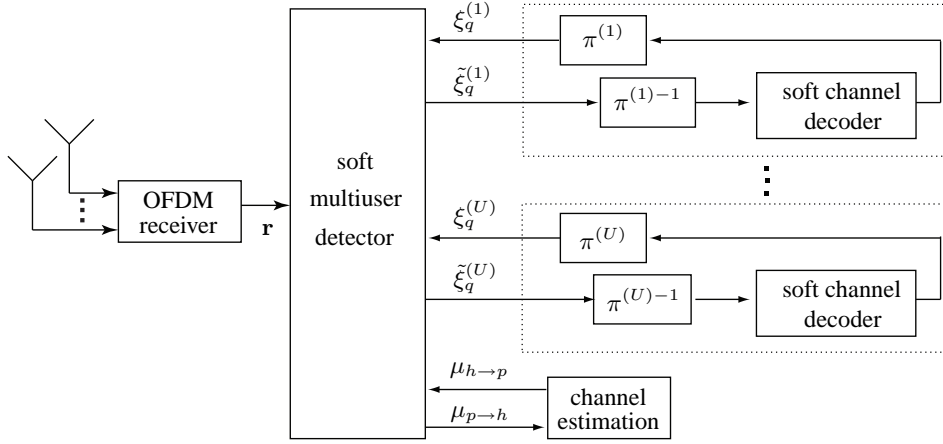 ξ_q^{(1)}
π^{(1)}
ξ̃_q^{(1)}
π^{(1)−1}
soft channel
decoder
OFDM
receiver
r
soft
multiuser
detector
ξ_q^{(U)}
π^{(U)}
ξ̃_q^{(U)}
π^{(U)−1}
soft channel
decoder
μ_{h→p}
μ_{p→h}
channel
estimation